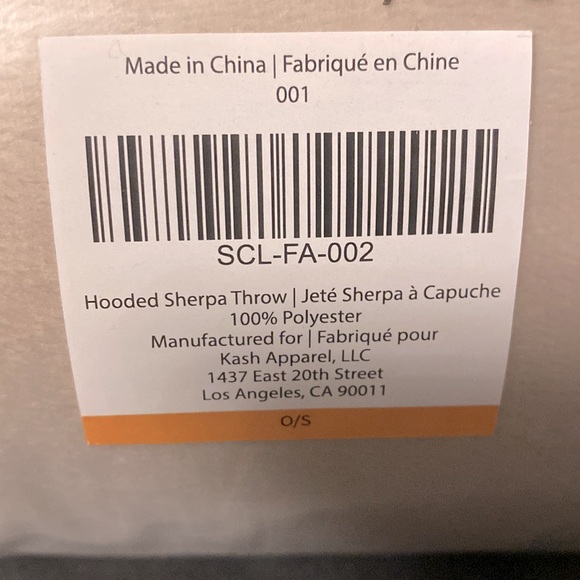 Made in China | Fabriqué en Chine
001
SCL-FA-002
Hooded Sherpa Throw | Jeté Sherpa à Capuche
100% Polyester
Manufactured for | Fabriqué pour
Kash Apparel, LLC
1437 East 20th Street
Los Angeles, CA 90011
O/S